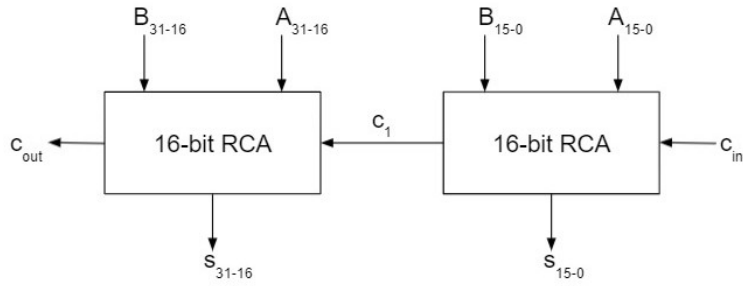 B31-16 A31-16 B15-0 A15-0
cout 16-bit RCA c1 16-bit RCA cin
s31-16 s15-0